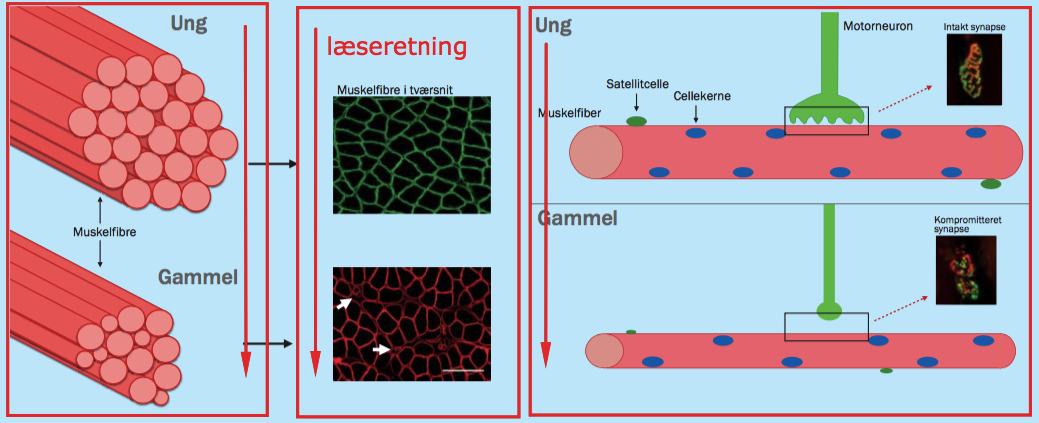 Ung
Muskelfibre
Gammel
læseretning
Muskelfibre i tværsnit
Ung
Motorneuron
Intakt synapse
Satellitcelle
Cellekerne
Muskelfiber
Gammel
Kompromitteret
synapse